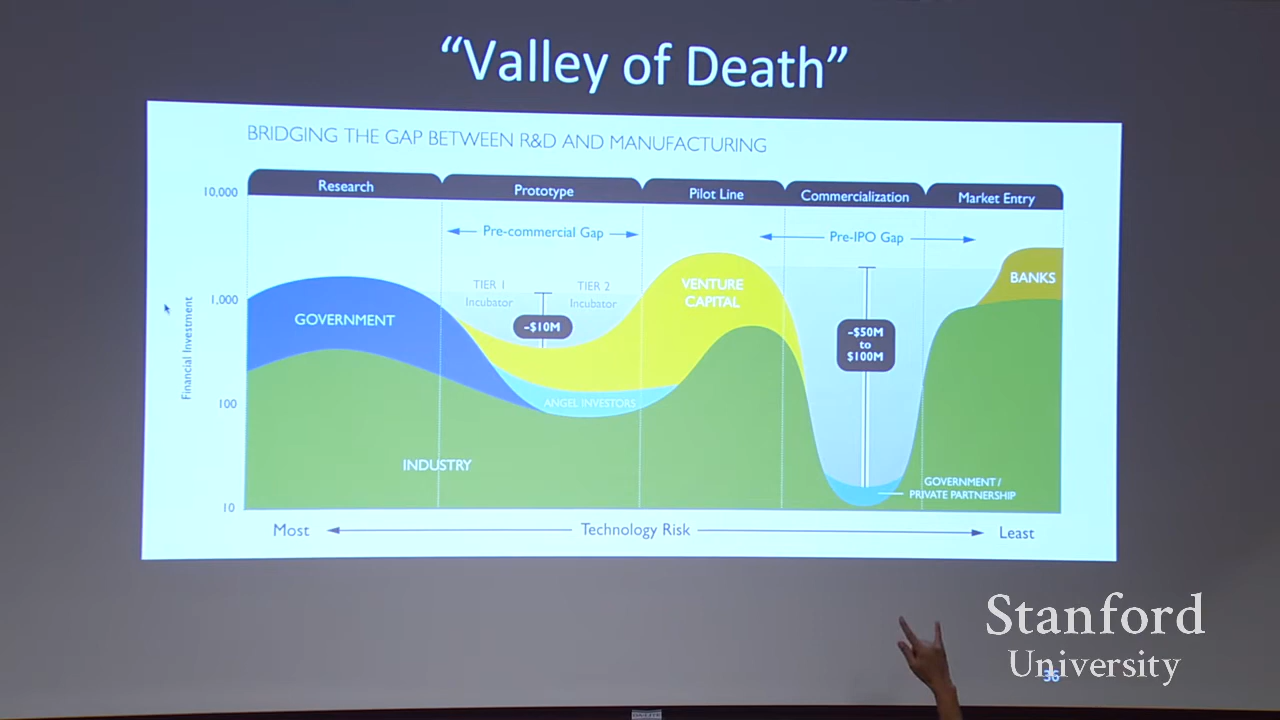 “Valley of Death”
BRIDGING THE GAP BETWEEN R&D AND MANUFACTURING
Research
Prototype
Pilot Line
Commercialization
Market Entry
10,000
1,000
100
10
Financial Investment
Pre-commercial Gap
Pre-IPO Gap
TIER 1
Incubator
TIER 2
Incubator
~$10M
GOVERNMENT
VENTURE
CAPITAL
BANKS
~$50M
to
$100M
ANGEL INVESTORS
INDUSTRY
GOVERNMENT /
PRIVATE PARTNERSHIP
Most
Technology Risk
Least
Stanford
University
36